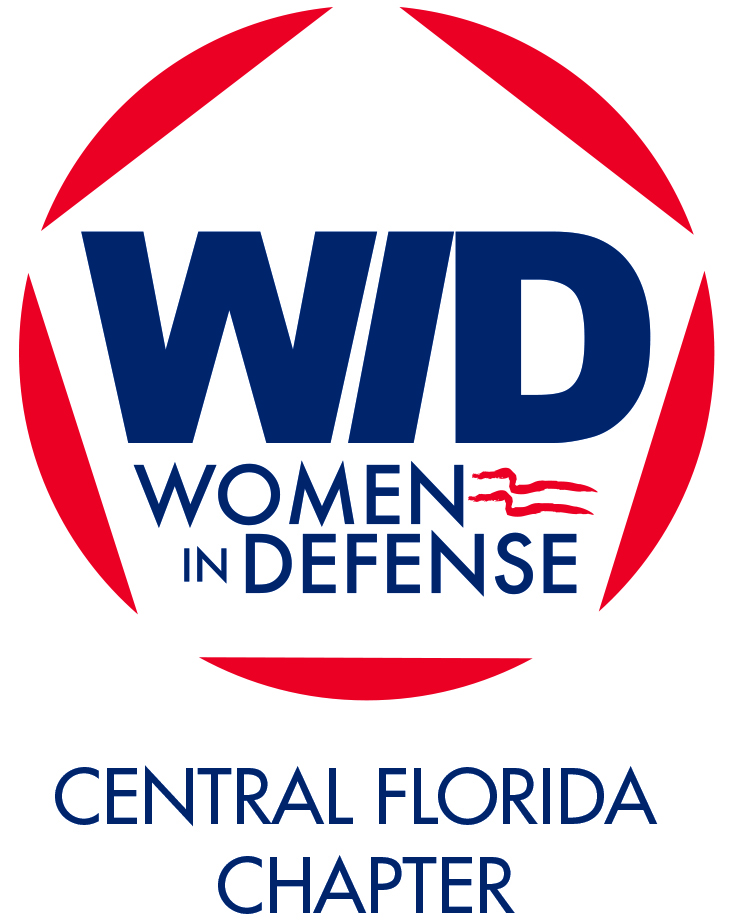 WID
WOMEN
IN DEFENSE
CENTRAL FLORIDA
CHAPTER